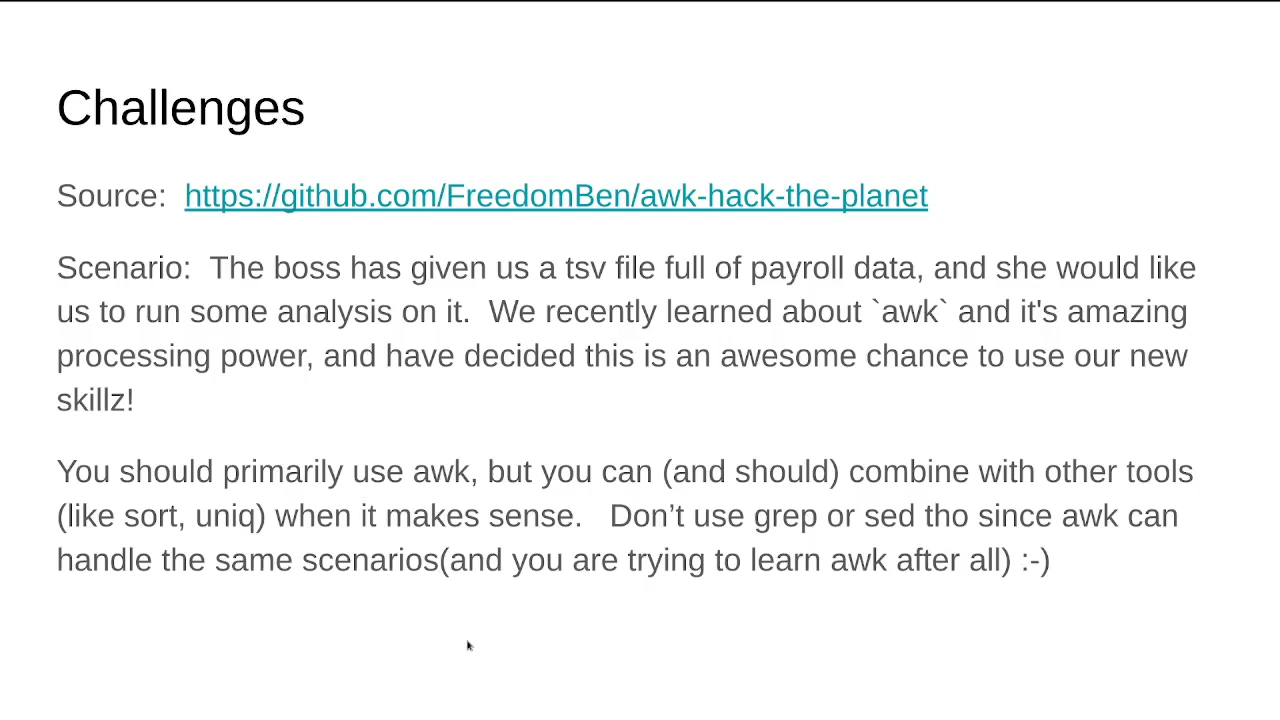 Challenges
Source:  https://github.com/FreedomBen/awk-hack-the-planet
Scenario:  The boss has given us a tsv file full of payroll data, and she would like
us to run some analysis on it.  We recently learned about `awk` and it's amazing
processing power, and have decided this is an awesome chance to use our new
skillz!
You should primarily use awk, but you can (and should) combine with other tools
(like sort, uniq) when it makes sense.   Don’t use grep or sed tho since awk can
handle the same scenarios(and you are trying to learn awk after all) :-)